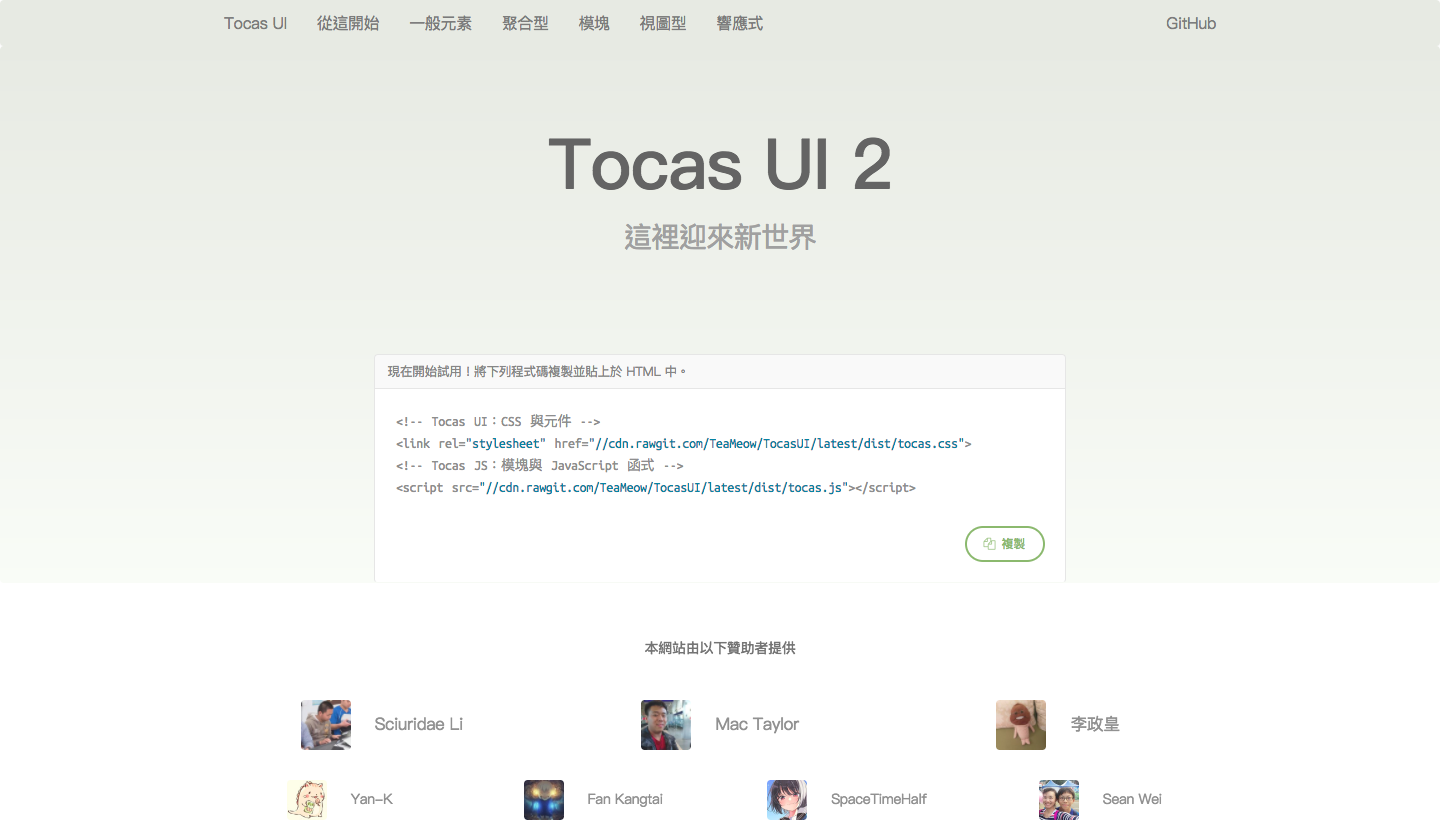 Tocas UI 從這開始 一般元素 聚合型 模塊 視圖型 響應式 GitHub
Tocas UI 2
這裡迎來新世界
現在開始試用！將下列程式碼複製並貼上於 HTML 中。
<!-- Tocas UI：CSS 與元件 -->
<link rel="stylesheet" href="//cdn.rawgit.com/TeaMeow/TocasUI/latest/dist/tocas.css">
<!-- Tocas JS：模塊與 JavaScript 函式 -->
<script src="//cdn.rawgit.com/TeaMeow/TocasUI/latest/dist/tocas.js"></script>
複製
本網站由以下贊助者提供
Sciuridae Li Mac Taylor 李政皇
Yan-K Fan Kangtai SpaceTimeHalf Sean Wei